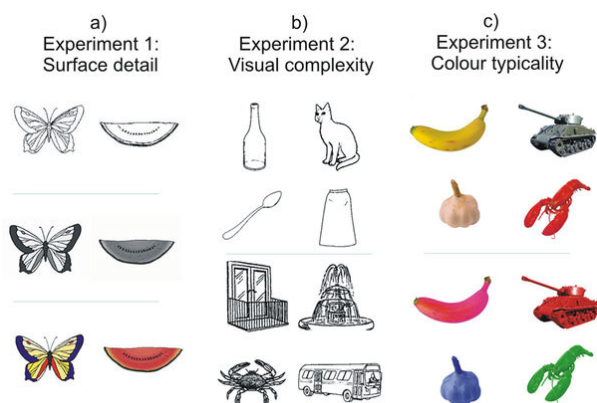 a)
Experiment 1:
Surface detail
b)
Experiment 2:
Visual complexity
c)
Experiment 3:
Colour typicality